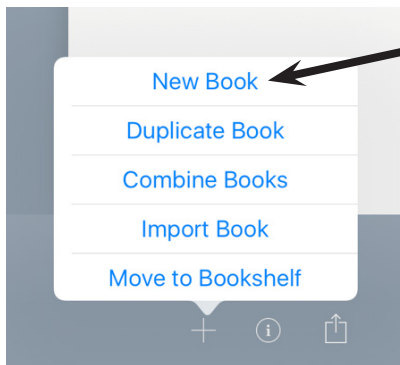 New Book
Duplicate Book
Combine Books
Import Book
Move to Bookshelf